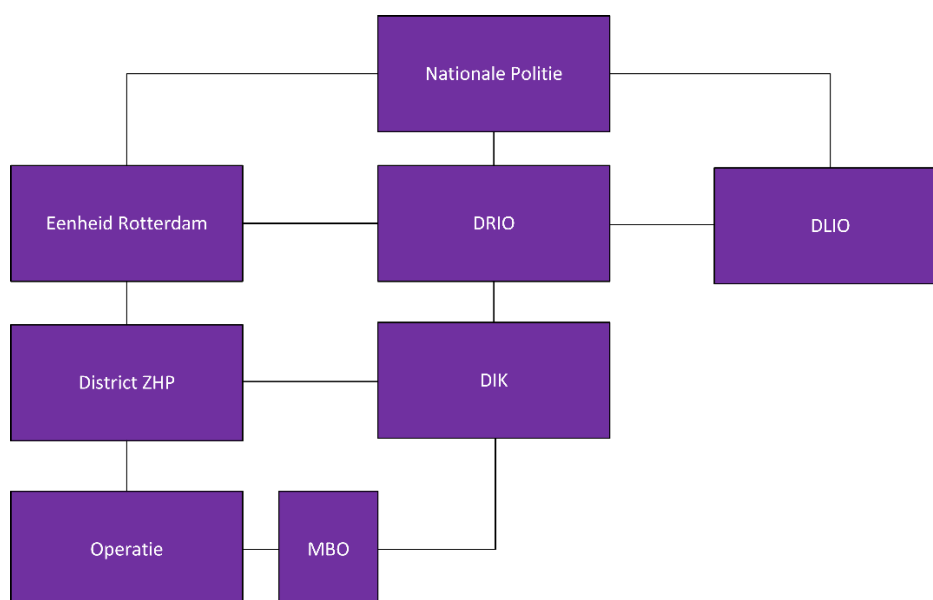 Nationale Politie
Eenheid Rotterdam
DRIO
DLIO
District ZHP
DIK
Operatie
MBO